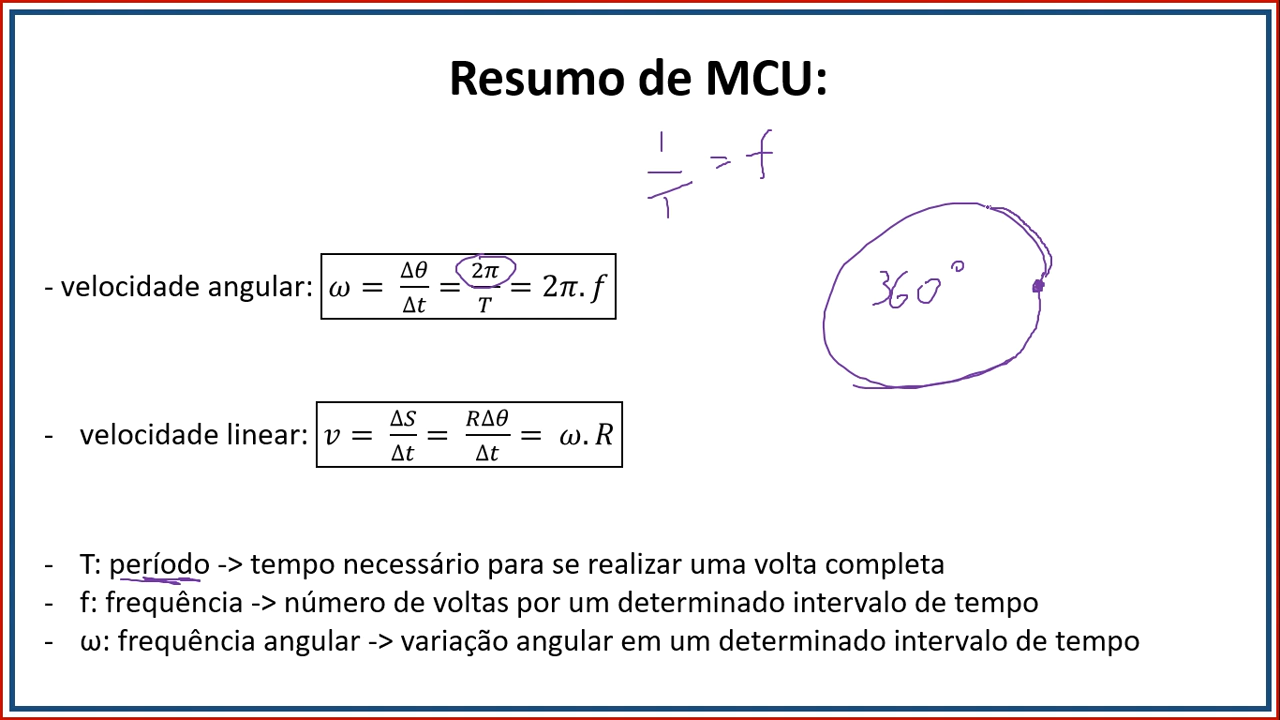 Resumo de MCU:
1/T = f
- velocidade angular: ω = Δθ/Δt = 2π/T = 2π.f
360°
- velocidade linear: v = ΔS/Δt = RΔθ/Δt = ω.R
- T: período -> tempo necessário para se realizar uma volta completa
- f: frequência -> número de voltas por um determinado intervalo de tempo
- ω: frequência angular -> variação angular em um determinado intervalo de tempo